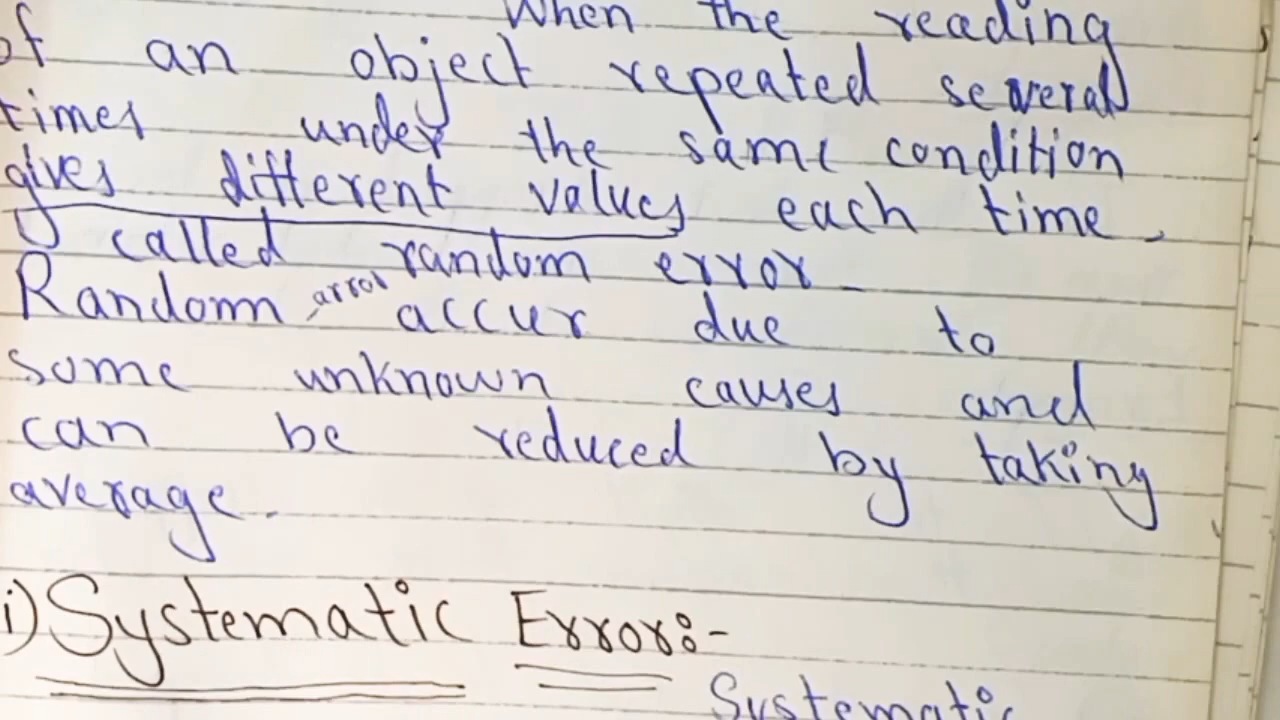 When the reading
of an object repeated several
times under the same condition
gives different values each time.
called random error.
Random error accur due to
some unknown causes and
can be reduced by taking
average.
i) Systematic Error:-
Systematic